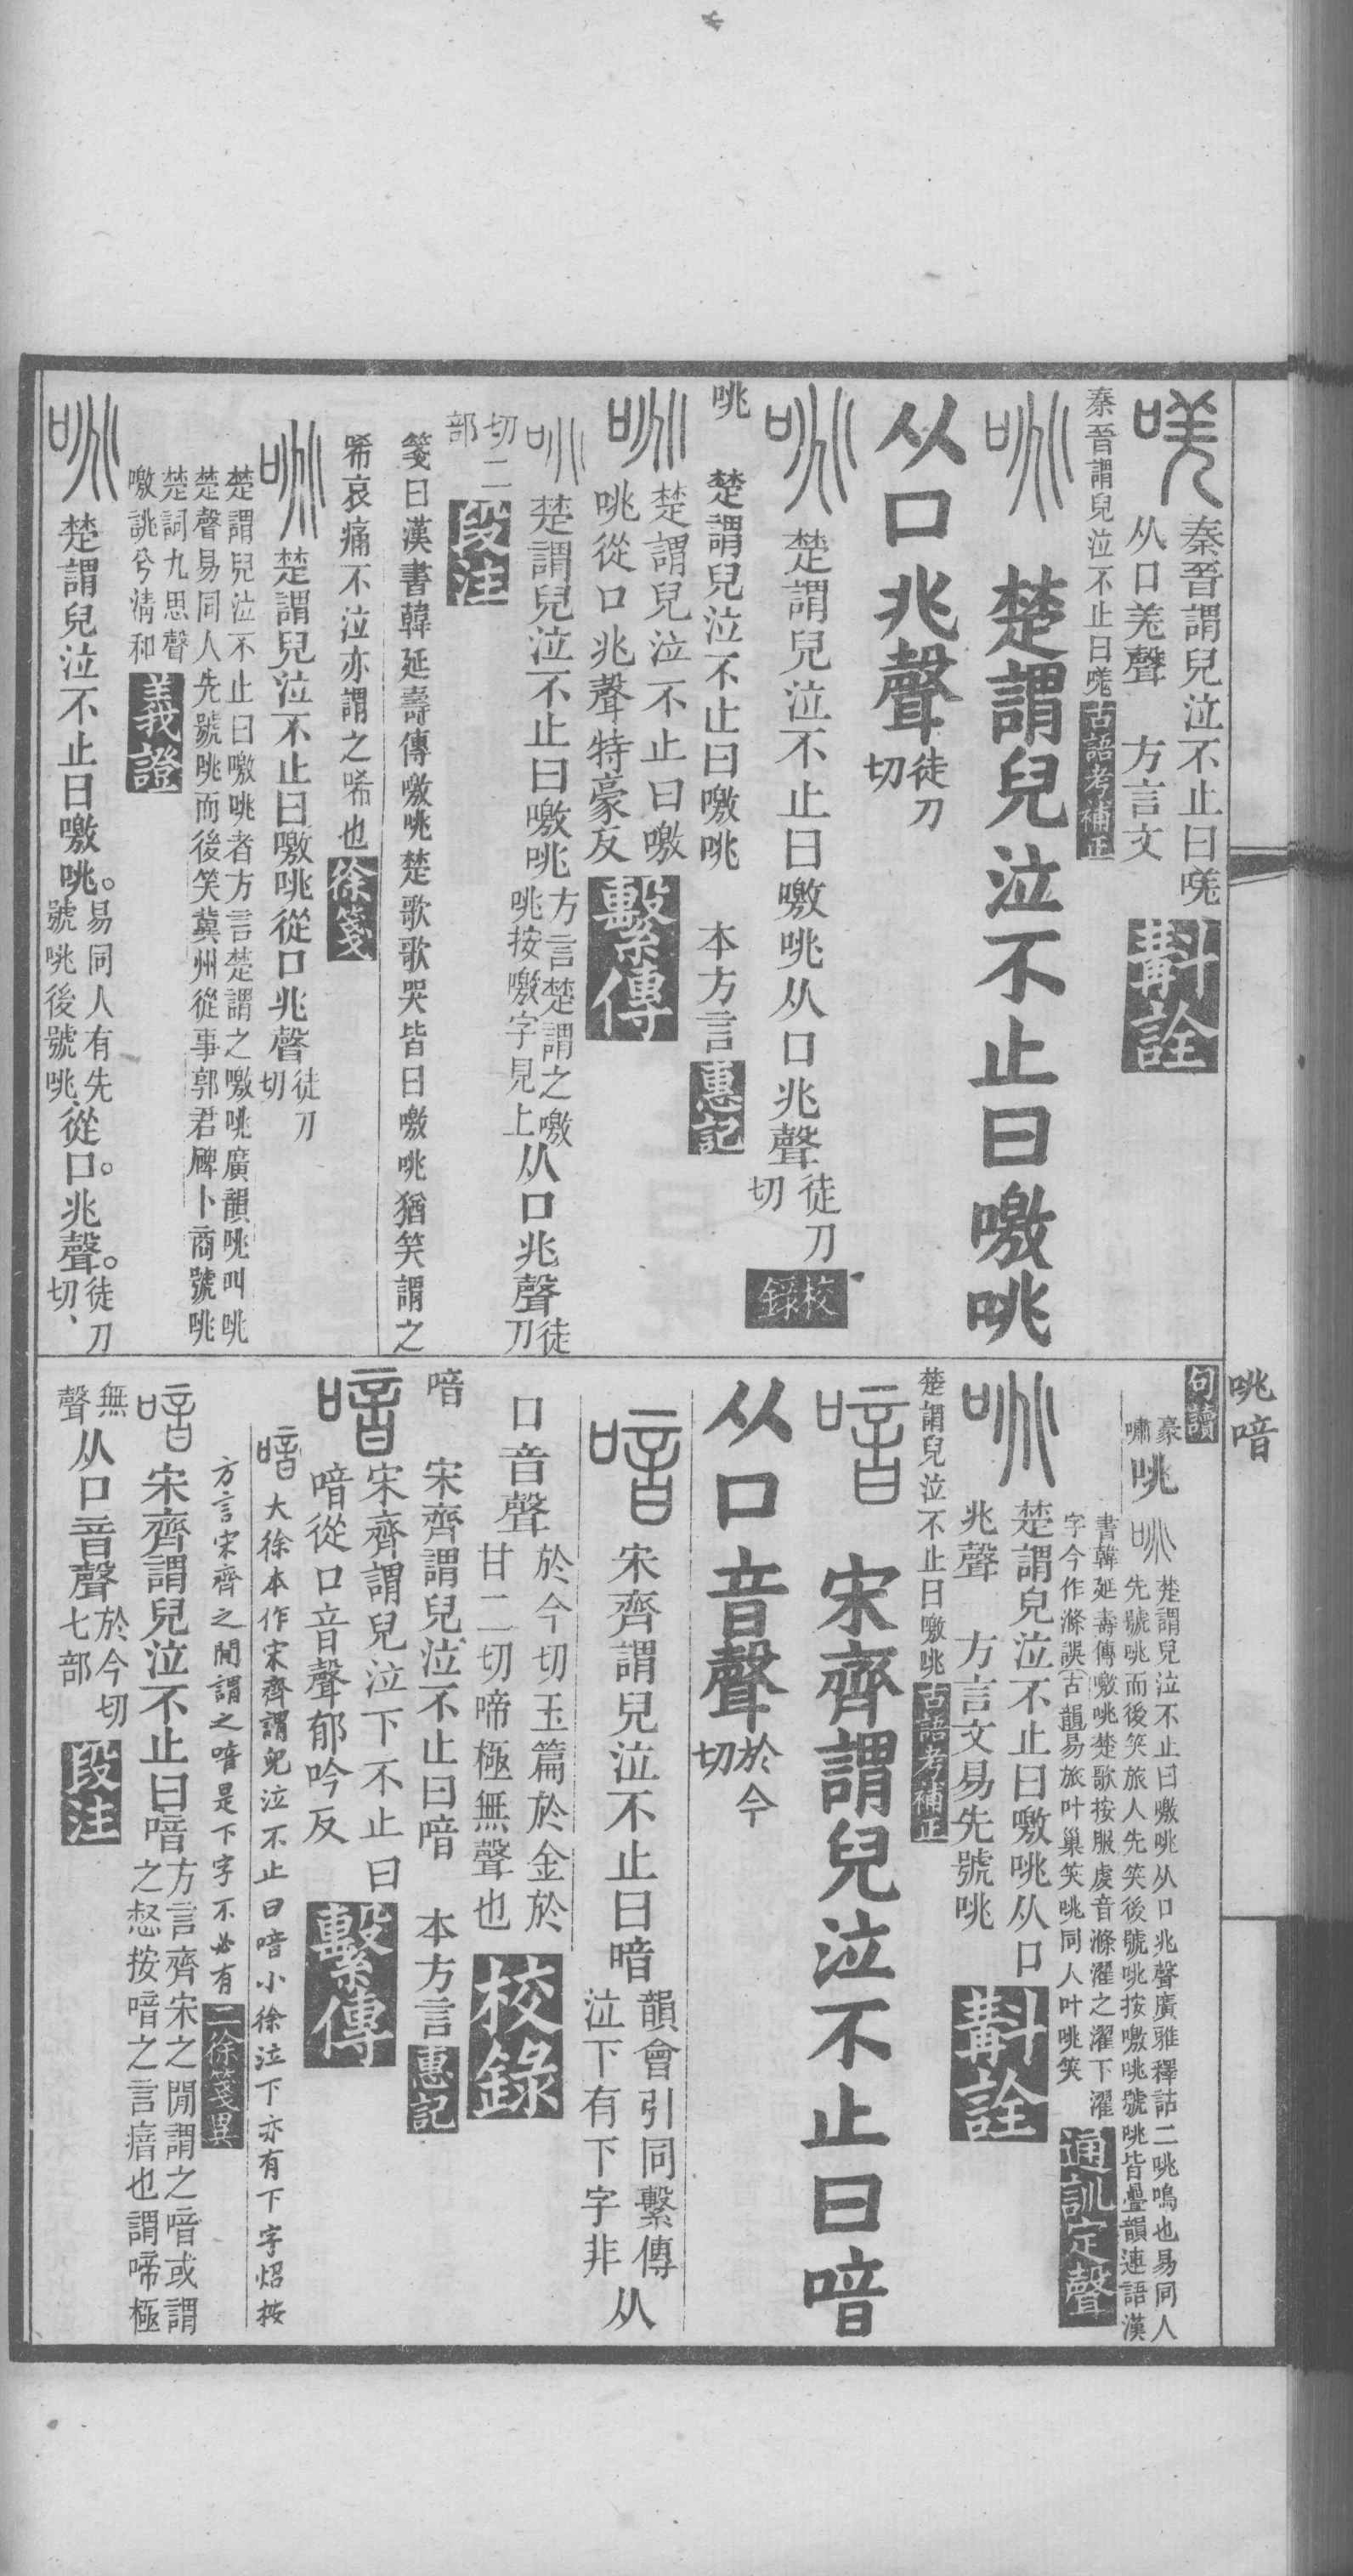 秦晉謂兒泣不止曰唴
从口羌聲　方言文
斠詮
秦晉謂兒泣不止曰唴
古語考補正
楚謂兒泣不止曰噭咷
从口兆聲
徒刀
切
楚謂兒泣不止曰噭咷从口兆聲
徒刀
切
校錄
咷　楚謂兒泣不止曰噭咷　本方言
惠記
楚謂兒泣不止曰噭
咷從口兆聲特豪反
繫傳
楚謂兒泣不止曰噭咷
方言楚謂之噭
咷按噭字見上
从口兆聲
徒
刀
切二
部
段注
箋曰漢書韓延壽傳噭咷楚歌歌哭皆曰噭咷猶笑謂之
唏哀痛不泣亦謂之唏也
徐箋
楚謂兒泣不止曰噭咷從口兆聲
徒刀
切
楚謂兒泣不止曰噭咷者方言楚謂之噭咷廣韻咷叫咷
楚聲易同人先號咷而後笑冀州從事郭君碑卜商號咷
楚詞九思聲
噭誂兮清和
義證
楚謂兒泣不止曰噭咷。
易同人有先
號咷後號咷、
從口。兆聲。
徒刀
切、
句讀
咷喑
豪
嘯
咷
楚謂兒泣不止曰噭咷从口兆聲廣雅釋詁二咷鳴也易同人
先號咷而後笑旅人先笑後號咷按噭咷號咷皆疊韻連語漢
書韓延壽傳噭咷楚歌按服虔音滌濯之濯下濯
字今作滌誤（古韻）易旅叶巢笑咷同人叶咷笑
通訓定聲
楚謂兒泣不止曰噭咷从口
兆聲　方言文易先號咷
斠詮
楚謂兒泣不止曰噭咷
古語考補正
宋齊謂兒泣不止曰喑
从口音聲
於今
切
宋齊謂兒泣不止曰喑
韻會引同繫傳
泣下有下字非
从
口音聲
於今切玉篇於金於
甘二切啼極無聲也
校錄
喑　宋齊謂兒泣不止曰喑　本方言
惠記
宋齊謂兒泣下不止曰
喑從口音聲郁吟反
繫傳
大徐本作宋齊謂兒泣不止曰喑小徐泣下亦有下字炤按
方言宋齊之閒謂之喑是下字不必有
二徐箋異
宋齊謂兒泣不止曰喑
方言齊宋之閒謂之喑或謂
之惄按喑之言瘖也謂啼極
無
聲
从口音聲
於今切
七部
段注